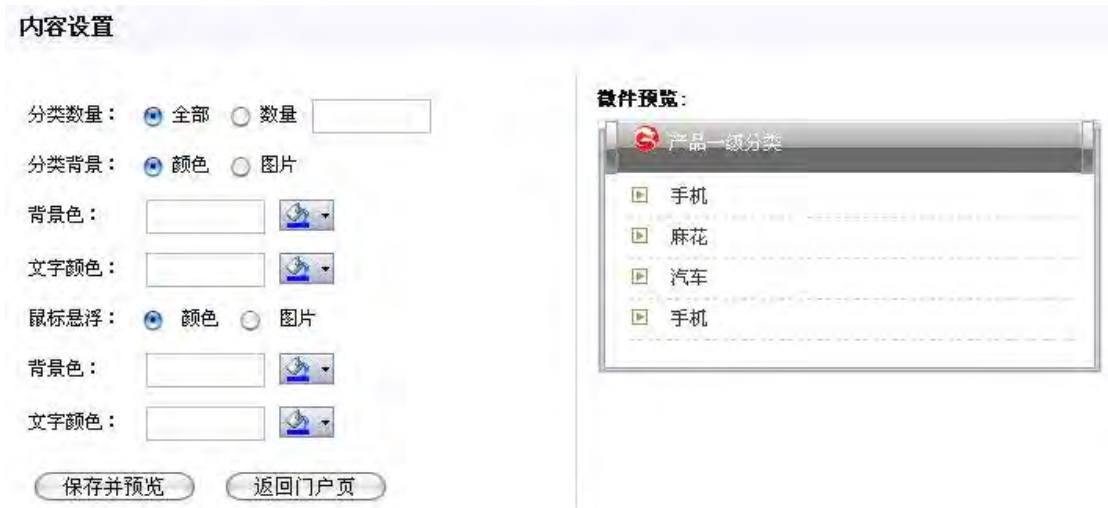 内容设置
分类数量： 全部 数量
分类背景： 颜色 图片
背景色：
文字颜色：
鼠标悬浮： 颜色 图片
背景色：
文字颜色：
保存并预览 返回门户页
微件预览：
产品一级分类
手机
麻花
汽车
手机